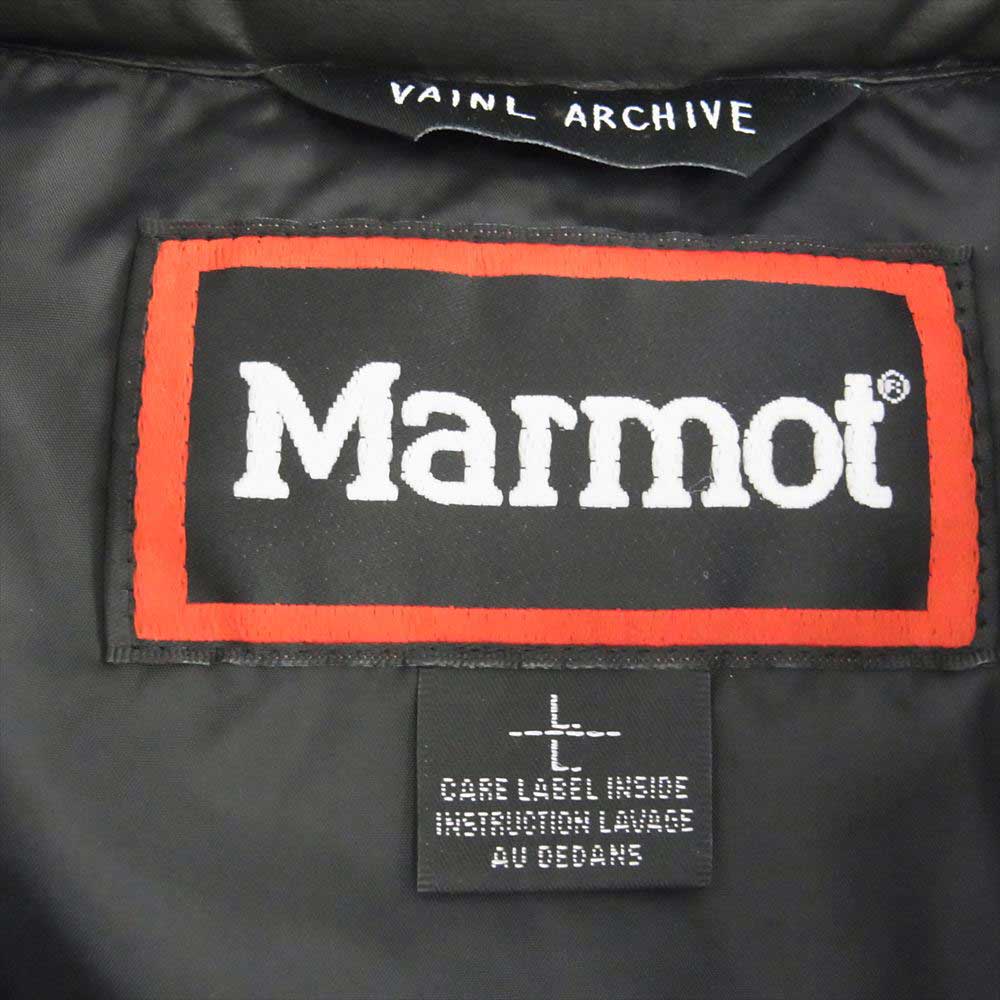 VAINL ARCHIVE
Marmot®
L
L
CARE LABEL INSIDE
INSTRUCTION LAVAGE
AU DEDANS